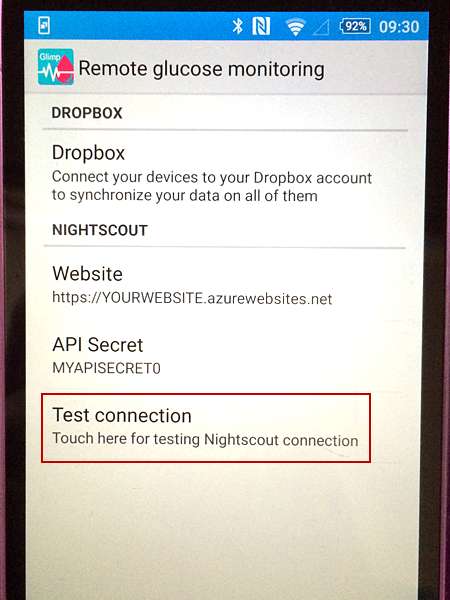 92% 09:30
Glimp
Remote glucose monitoring
DROPBOX
Dropbox
Connect your devices to your Dropbox account
to synchronize your data on all of them
NIGHTSCOUT
Website
https://YOURWEBSITE.azurewebsites.net
API Secret
MYAPISECRET0
Test connection
Touch here for testing Nightscout connection